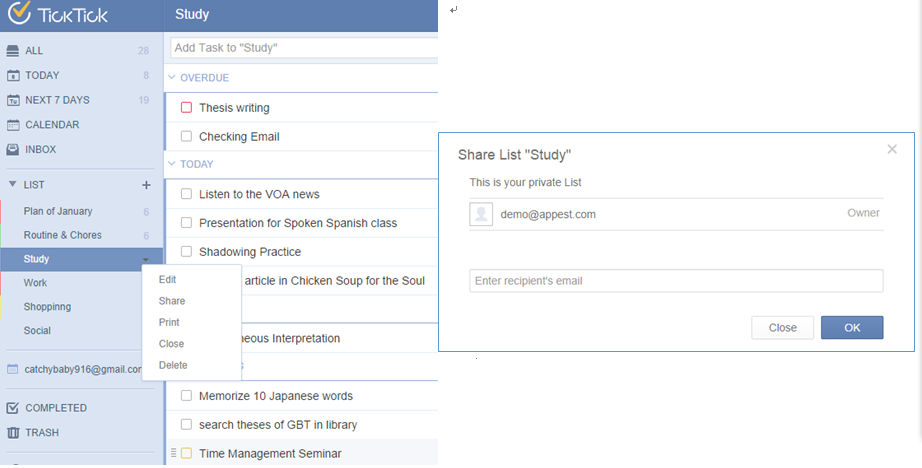 TickTick
ALL 28
TODAY 8
NEXT 7 DAYS 19
CALENDAR
INBOX
LIST +
Plan of January 6
Routine & Chores 6
Study
Work
Shoppinng
Social
catchybaby916@gmail.com
COMPLETED
TRASH
Edit
Share
Print
Close
Delete
Study
Add Task to "Study"
OVERDUE
Thesis writing
Checking Email
TODAY
Listen to the VOA news
Presentation for Spoken Spanish class
Shadowing Practice
article in Chicken Soup for the Soul
neous Interpretation
Memorize 10 Japanese words
search theses of GBT in library
Time Management Seminar
Share List "Study"
This is your private List
demo@appest.com Owner
Enter recipient's email
Close OK